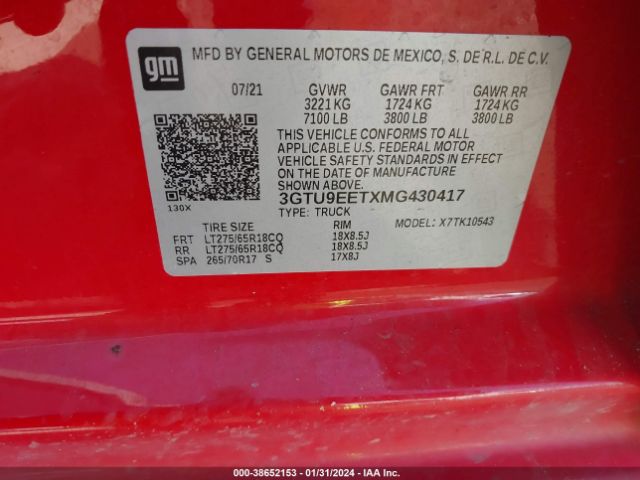 gm
MFD BY GENERAL MOTORS DE MEXICO, S. DE R.L. DE C.V.
07/21 GVWR GAWR FRT GAWR RR
3221 KG 1724 KG 1724 KG
7100 LB 3800 LB 3800 LB
THIS VEHICLE CONFORMS TO ALL
APPLICABLE U.S. FEDERAL MOTOR
VEHICLE SAFETY STANDARDS IN EFFECT
ON THE DATE OF MANUFACTURE
SHOWN ABOVE.
3GTU9EETXMG430417
130X
TYPE: TRUCK MODEL: X7TK10543
TIRE SIZE RIM
FRT LT275/65R18CQ 18X8.5J
RR LT275/65R18CQ 18X8.5J
SPA 265/70R17 S 17X8J
000-38652153 - 01/31/2024 - IAA Inc.